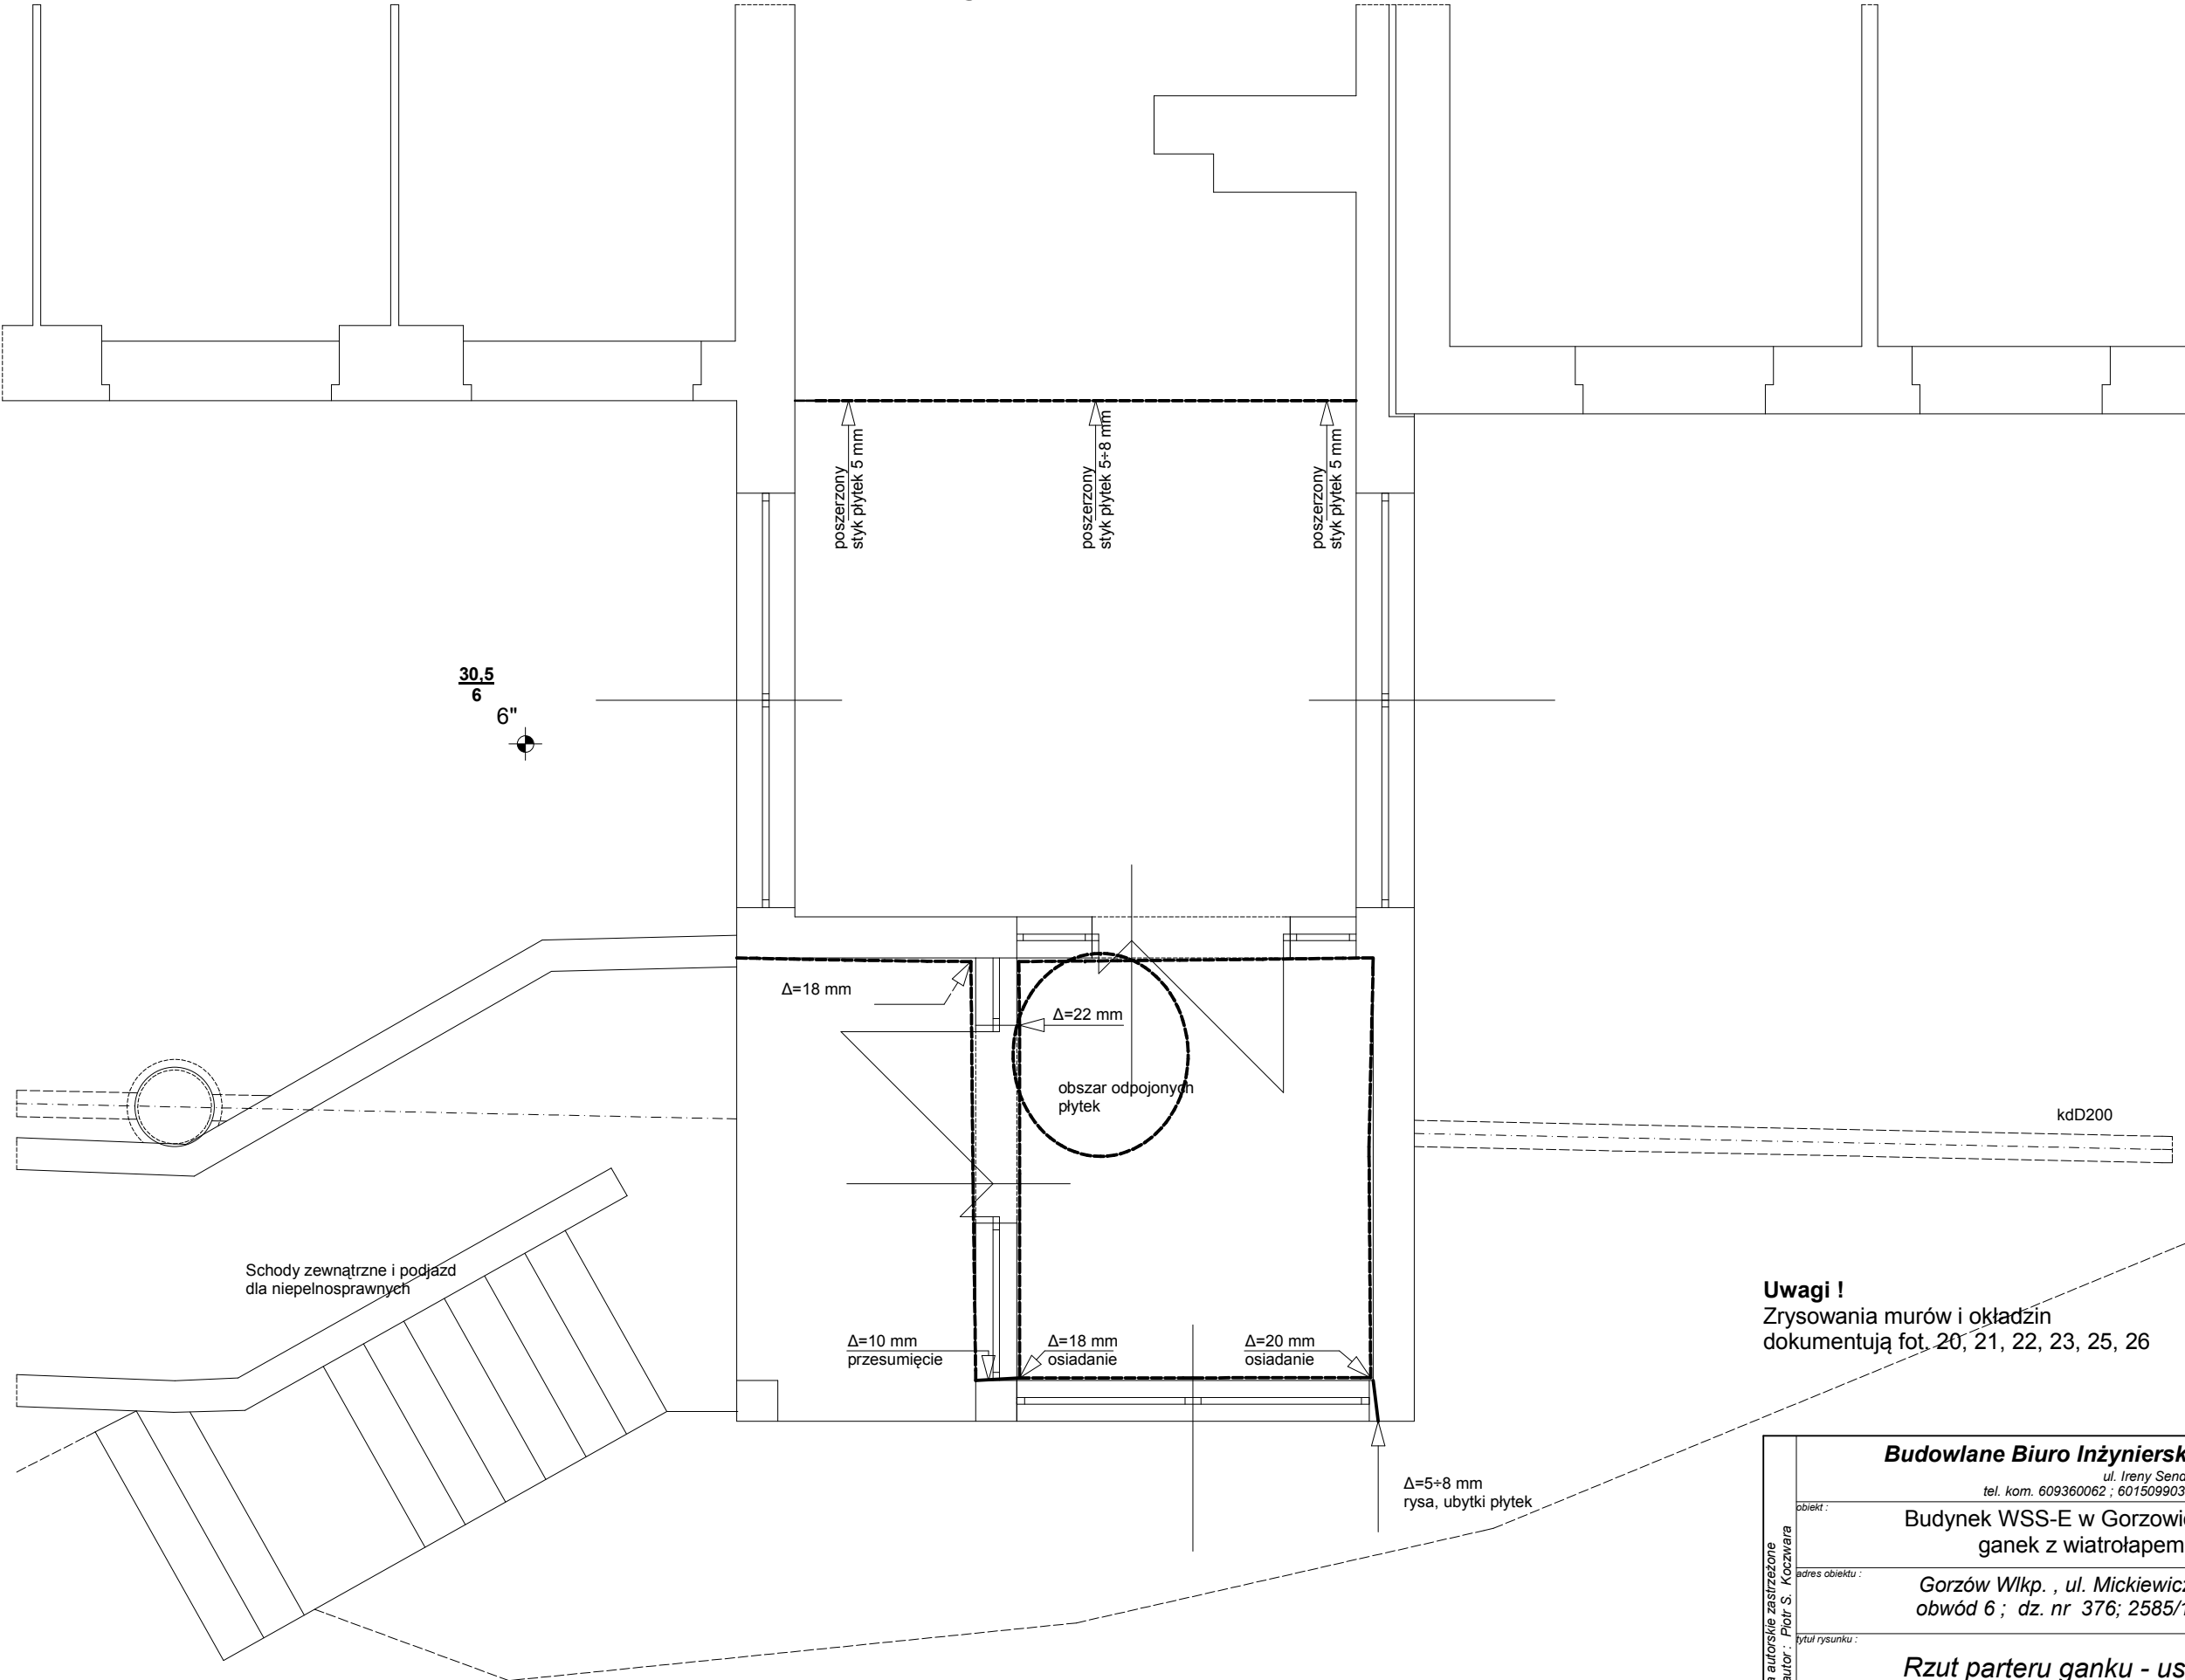 poszerzony
styk płytek 5 mm
poszerzony
styk płytek 5÷8 mm
poszerzony
styk płytek 5 mm
30,5
6
6"
Δ=18 mm
Δ=22 mm
obszar odpojonych
płytek
kdD200
Schody zewnątrzne i podjazd
dla niepelnosprawnych
Δ=10 mm
przesumięcie
Δ=18 mm
osiadanie
Δ=20 mm
osiadanie
Uwagi !
Zrysowania murów i okładzin
dokumentują fot. 20, 21, 22, 23, 25, 26
Δ=5÷8 mm
rysa, ubytki płytek
Budowlane Biuro Inżyniersk
ul. Ireny Send
tel. kom. 609360062 ; 601509903
obiekt :
Budynek WSS-E w Gorzowie
ganek z wiatrołapem
adres obiektu :
Gorzów Wlkp. , ul. Mickiewicz
obwód 6 ; dz. nr 376; 2585/1
tytuł rysunku :
Rzut parteru ganku - us
a autorskie zastrzeżone
autor : Piotr S. Koczwara